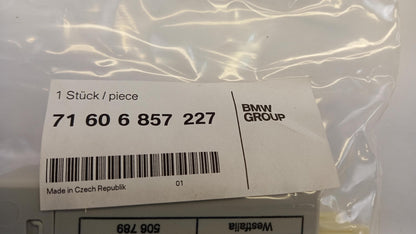 1 Stück / piece
71 60 6 857 227
BMW
GROUP
Made in Czech Republik
01
Westfalia
506 789